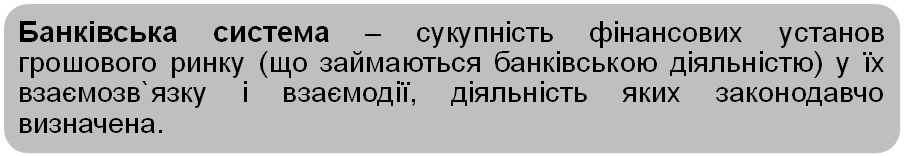 Банківська система – сукупність фінансових установ
грошового ринку (що займаються банківською діяльністю) у їх
взаємозв`язку і взаємодії, діяльність яких законодавчо
визначена.